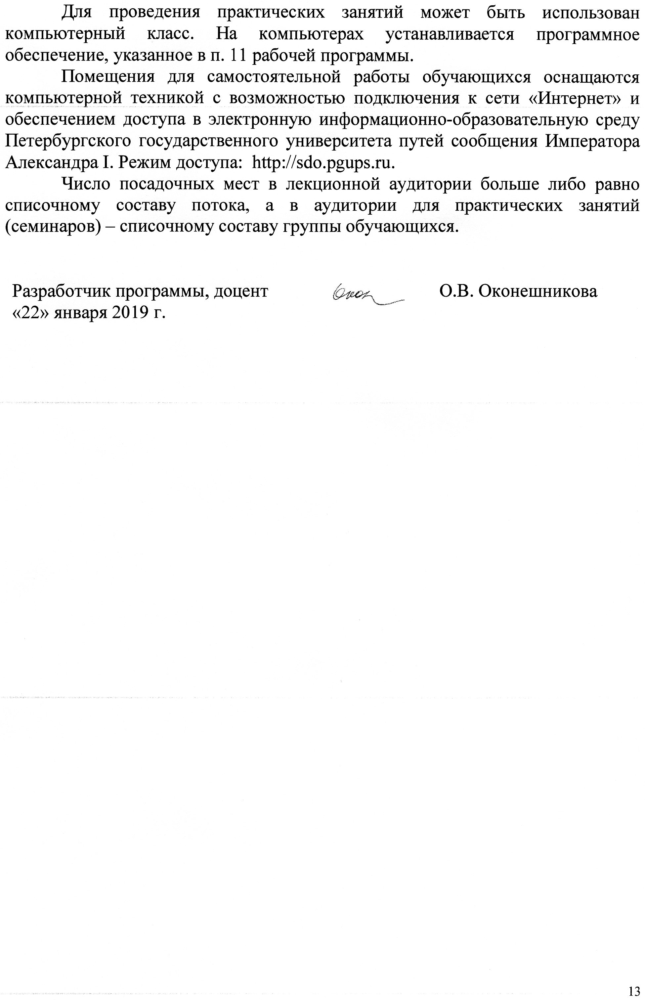 Для проведения практических занятий может быть использован
компьютерный класс. На компьютерах устанавливается программное
обеспечение, указанное в п. 11 рабочей программы.
Помещения для самостоятельной работы обучающихся оснащаются
компьютерной техникой с возможностью подключения к сети «Интернет» и
обеспечением доступа в электронную информационно-образовательную среду
Петербургского государственного университета путей сообщения Императора
Александра I. Режим доступа:  http://sdo.pgups.ru.
Число посадочных мест в лекционной аудитории больше либо равно
списочному составу потока, а в аудитории для практических занятий
(семинаров) – списочному составу группы обучающихся.
Разработчик программы, доцент О.В. Оконешникова
«22» января 2019 г.
13